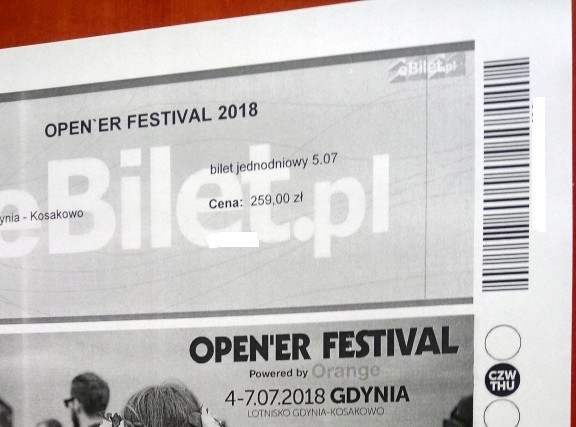 eBilet.pl
OPEN`ER FESTIVAL 2018
bilet jednodniowy 5.07
ynia - Kosakowo
Cena: 259,00 zł
eBilet.pl
OPEN'ER FESTIVAL
Powered by Orange
4-7.07.2018 GDYNIA
LOTNISKO GDYNIA-KOSAKOWO
CZW
THU